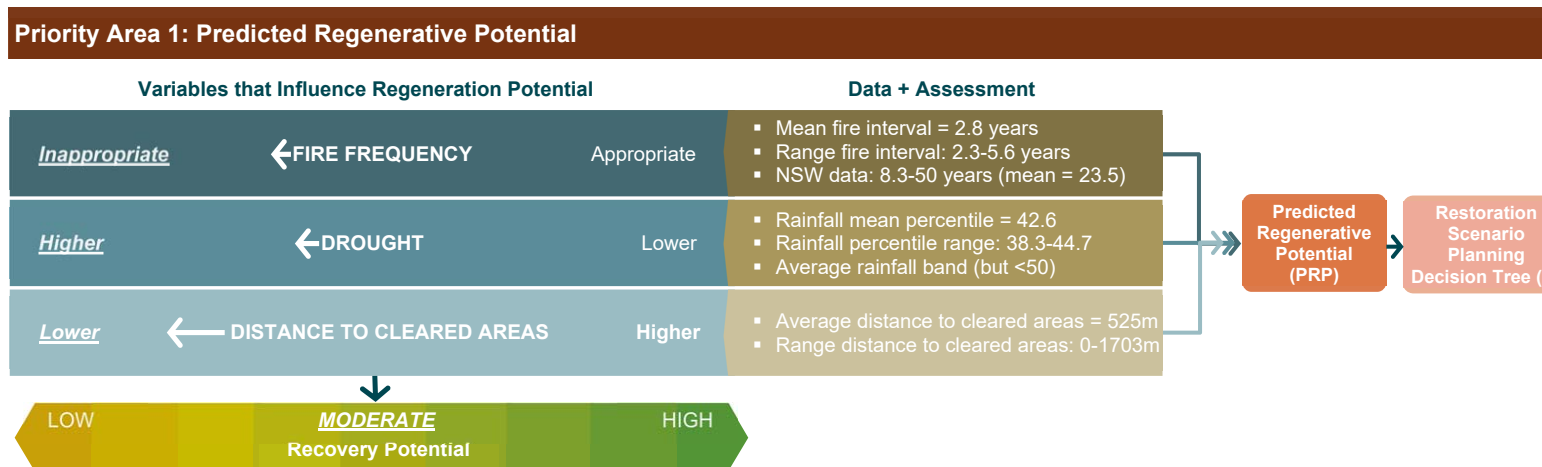 Priority Area 1: Predicted Regenerative Potential
Variables that Influence Regeneration Potential
Data + Assessment
Inappropriate
FIRE FREQUENCY
Appropriate
▪ Mean fire interval = 2.8 years
▪ Range fire interval: 2.3-5.6 years
▪ NSW data: 8.3-50 years (mean = 23.5)
Higher
DROUGHT
Lower
▪ Rainfall mean percentile = 42.6
▪ Rainfall percentile range: 38.3-44.7
▪ Average rainfall band (but <50)
Lower
DISTANCE TO CLEARED AREAS
Higher
▪ Average distance to cleared areas = 525m
▪ Range distance to cleared areas: 0-1703m
Predicted
Regenerative
Potential
(PRP)
Restoration
Scenario
Planning
Decision Tree (
LOW
MODERATE
HIGH
Recovery Potential